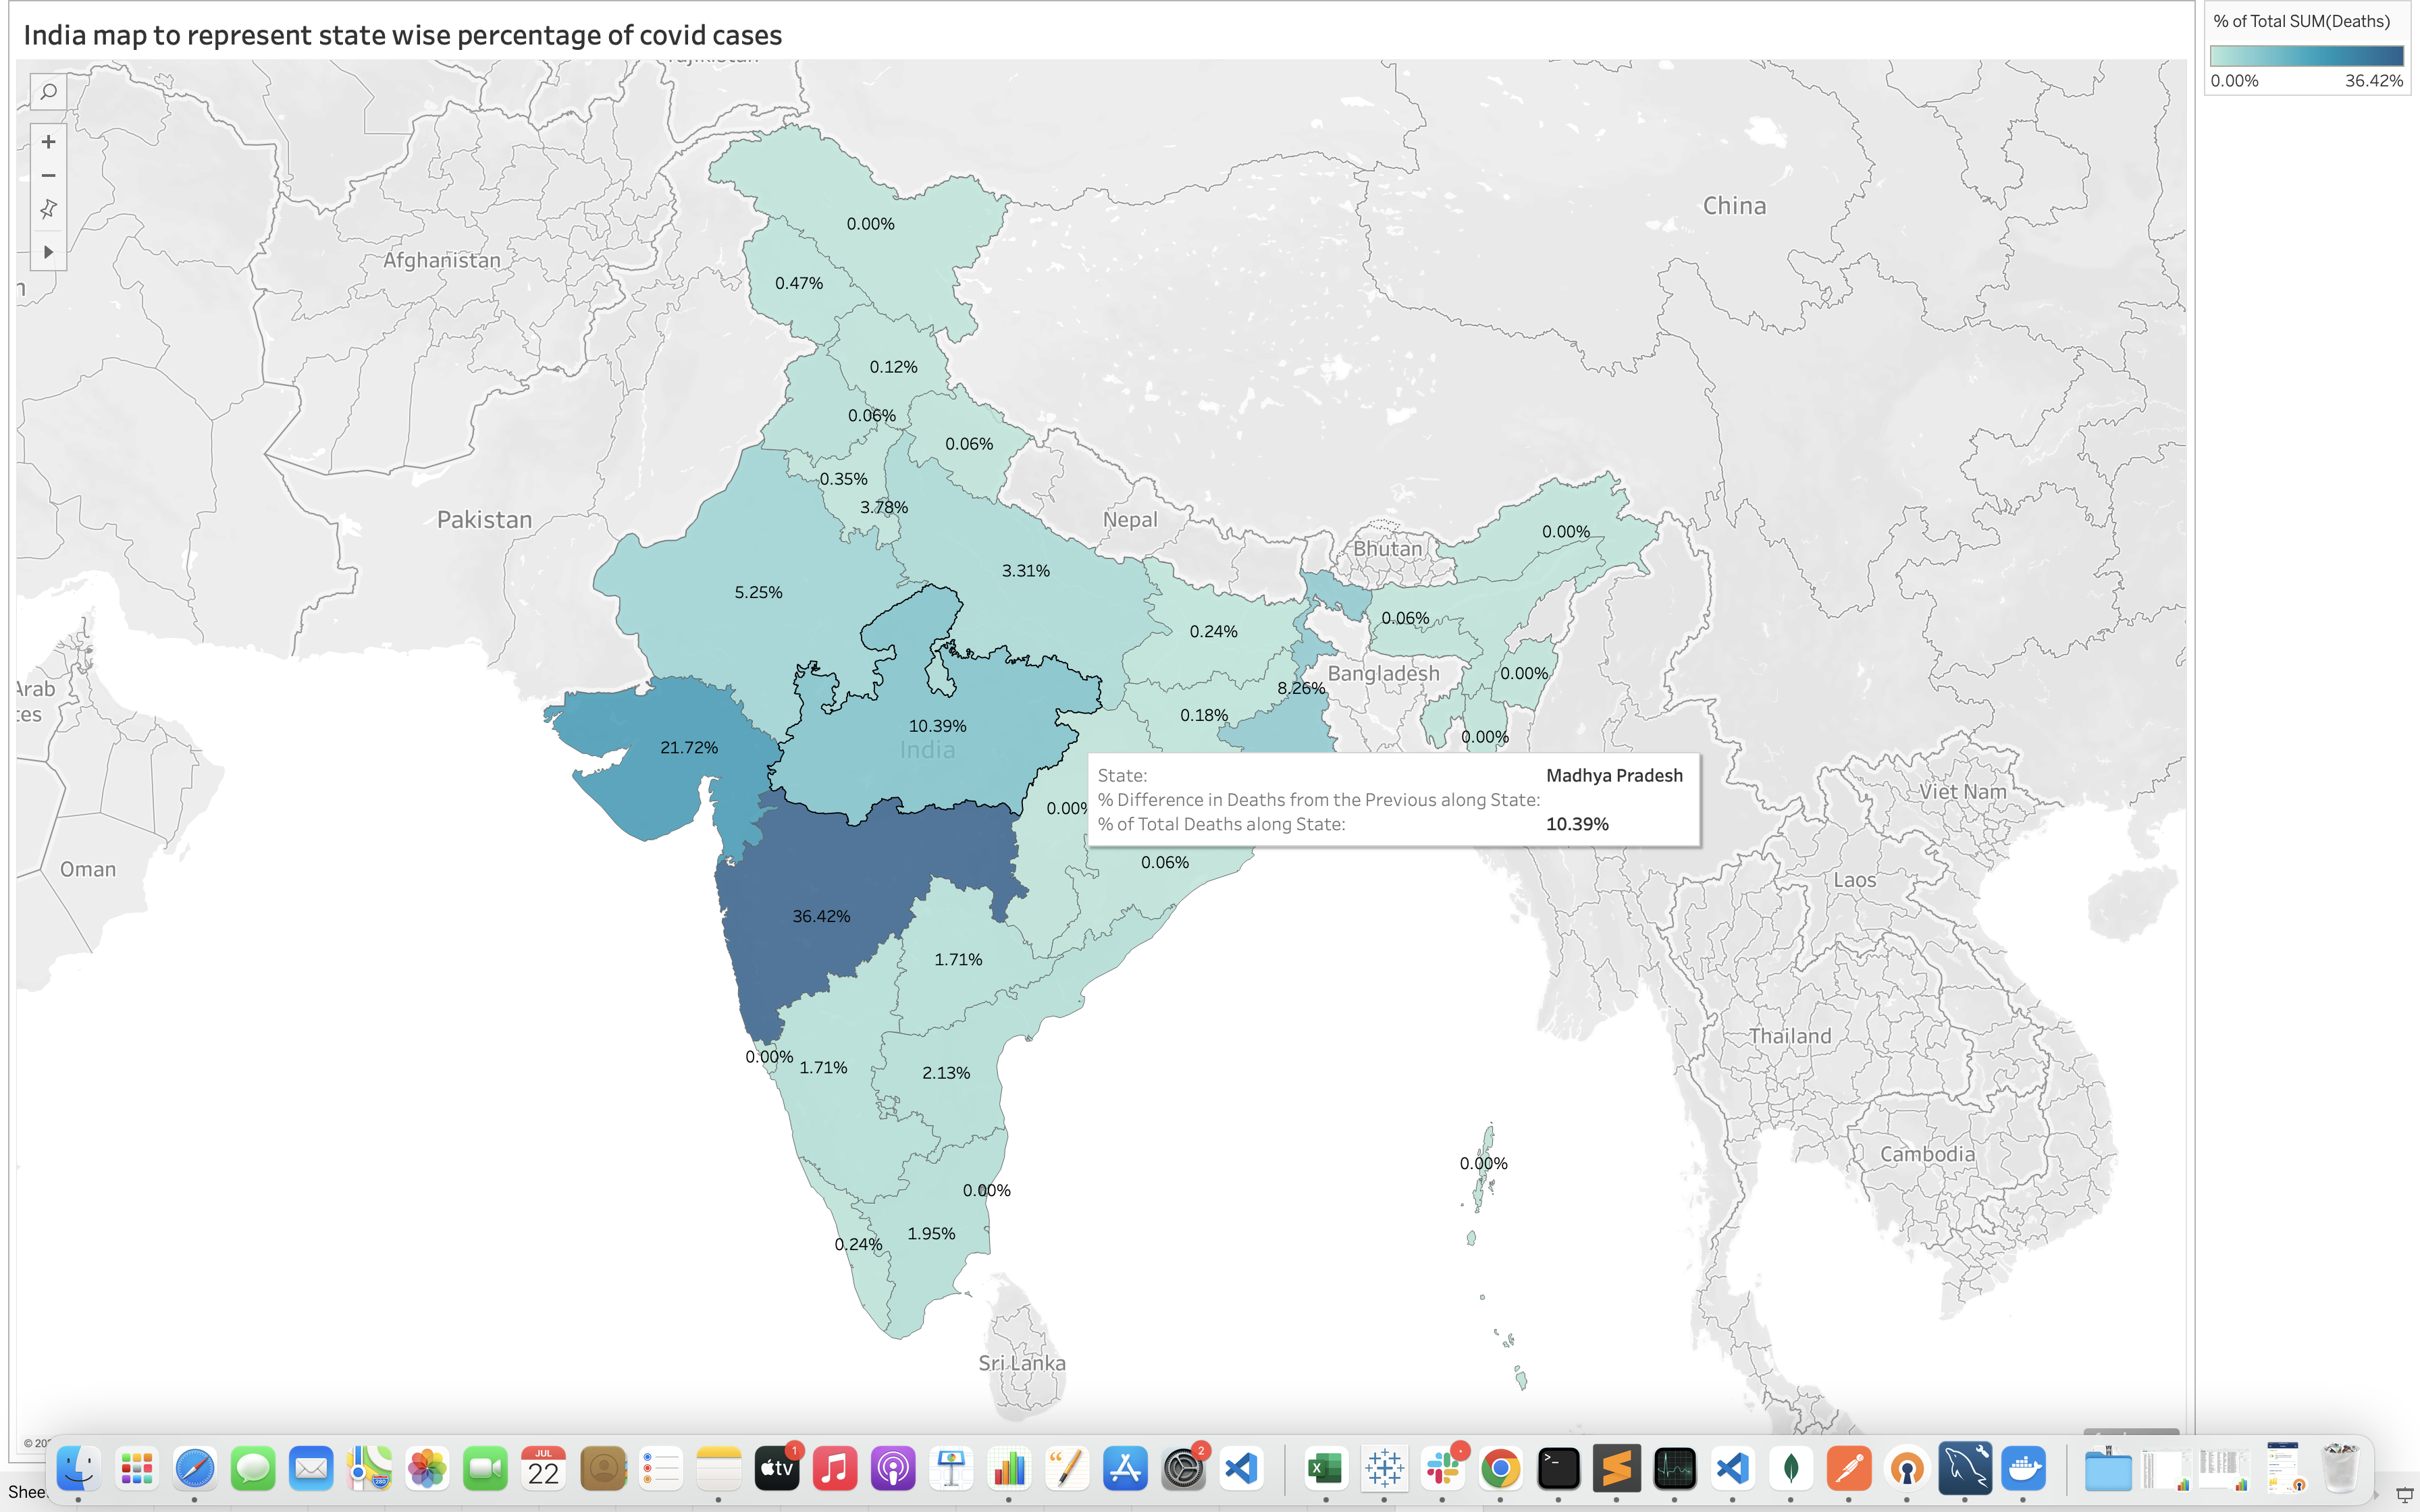 India map to represent state wise percentage of covid cases
% of Total SUM(Deaths)
0.00% 36.42%
China
Afghanistan
0.00%
0.47%
0.12%
0.06%
0.06%
0.35%
3.78%
Pakistan
Nepal
Bhutan
0.00%
5.25%
3.31%
0.24%
0.06%
Bangladesh
0.00%
8.26%
0.18%
0.00%
10.39%
India
21.72%
State: Madhya Pradesh
% Difference in Deaths from the Previous along State:
% of Total Deaths along State: 10.39%
0.00%
0.06%
Viet Nam
Laos
Oman
36.42%
1.71%
Thailand
0.00%
1.71%
2.13%
Cambodia
0.00%
0.00%
1.95%
0.24%
Sri Lanka
JUL
22
tv
1
2
280